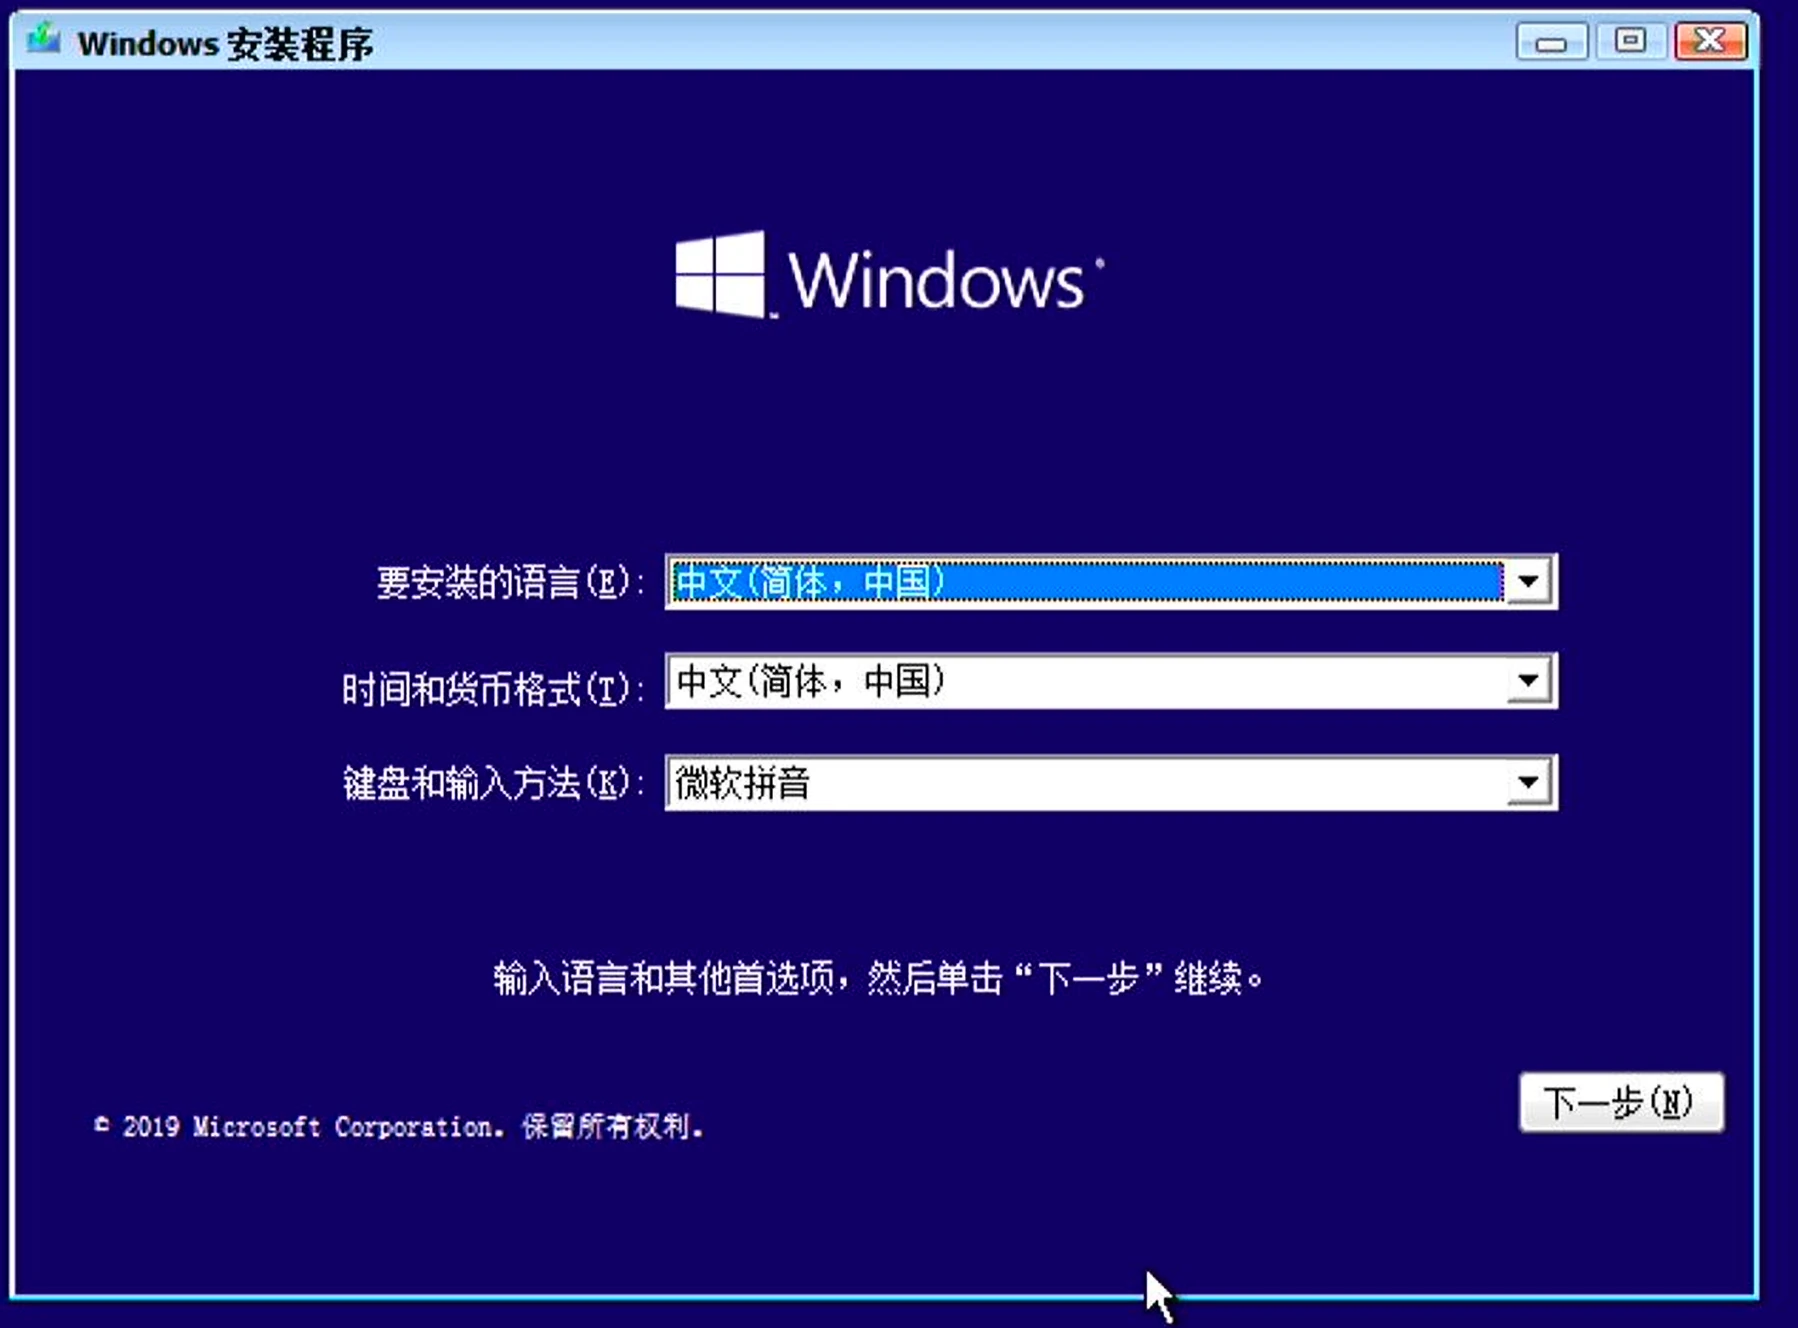 Windows 安装程序
Windows
要安装的语言(E): 中文(简体，中国)
时间和货币格式(T): 中文(简体，中国)
键盘和输入方法(K): 微软拼音
输入语言和其他首选项，然后单击“下一步”继续。
下一步(N)
© 2019 Microsoft Corporation. 保留所有权利.